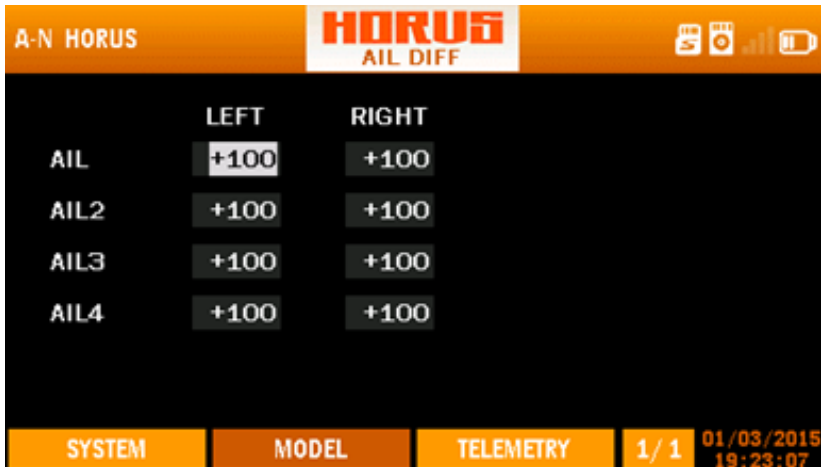 A-N HORUS
HORUS
AIL DIFF
LEFT RIGHT
AIL +100 +100
AIL2 +100 +100
AIL3 +100 +100
AIL4 +100 +100
SYSTEM MODEL TELEMETRY 1/1 01/03/2015
19:23:07